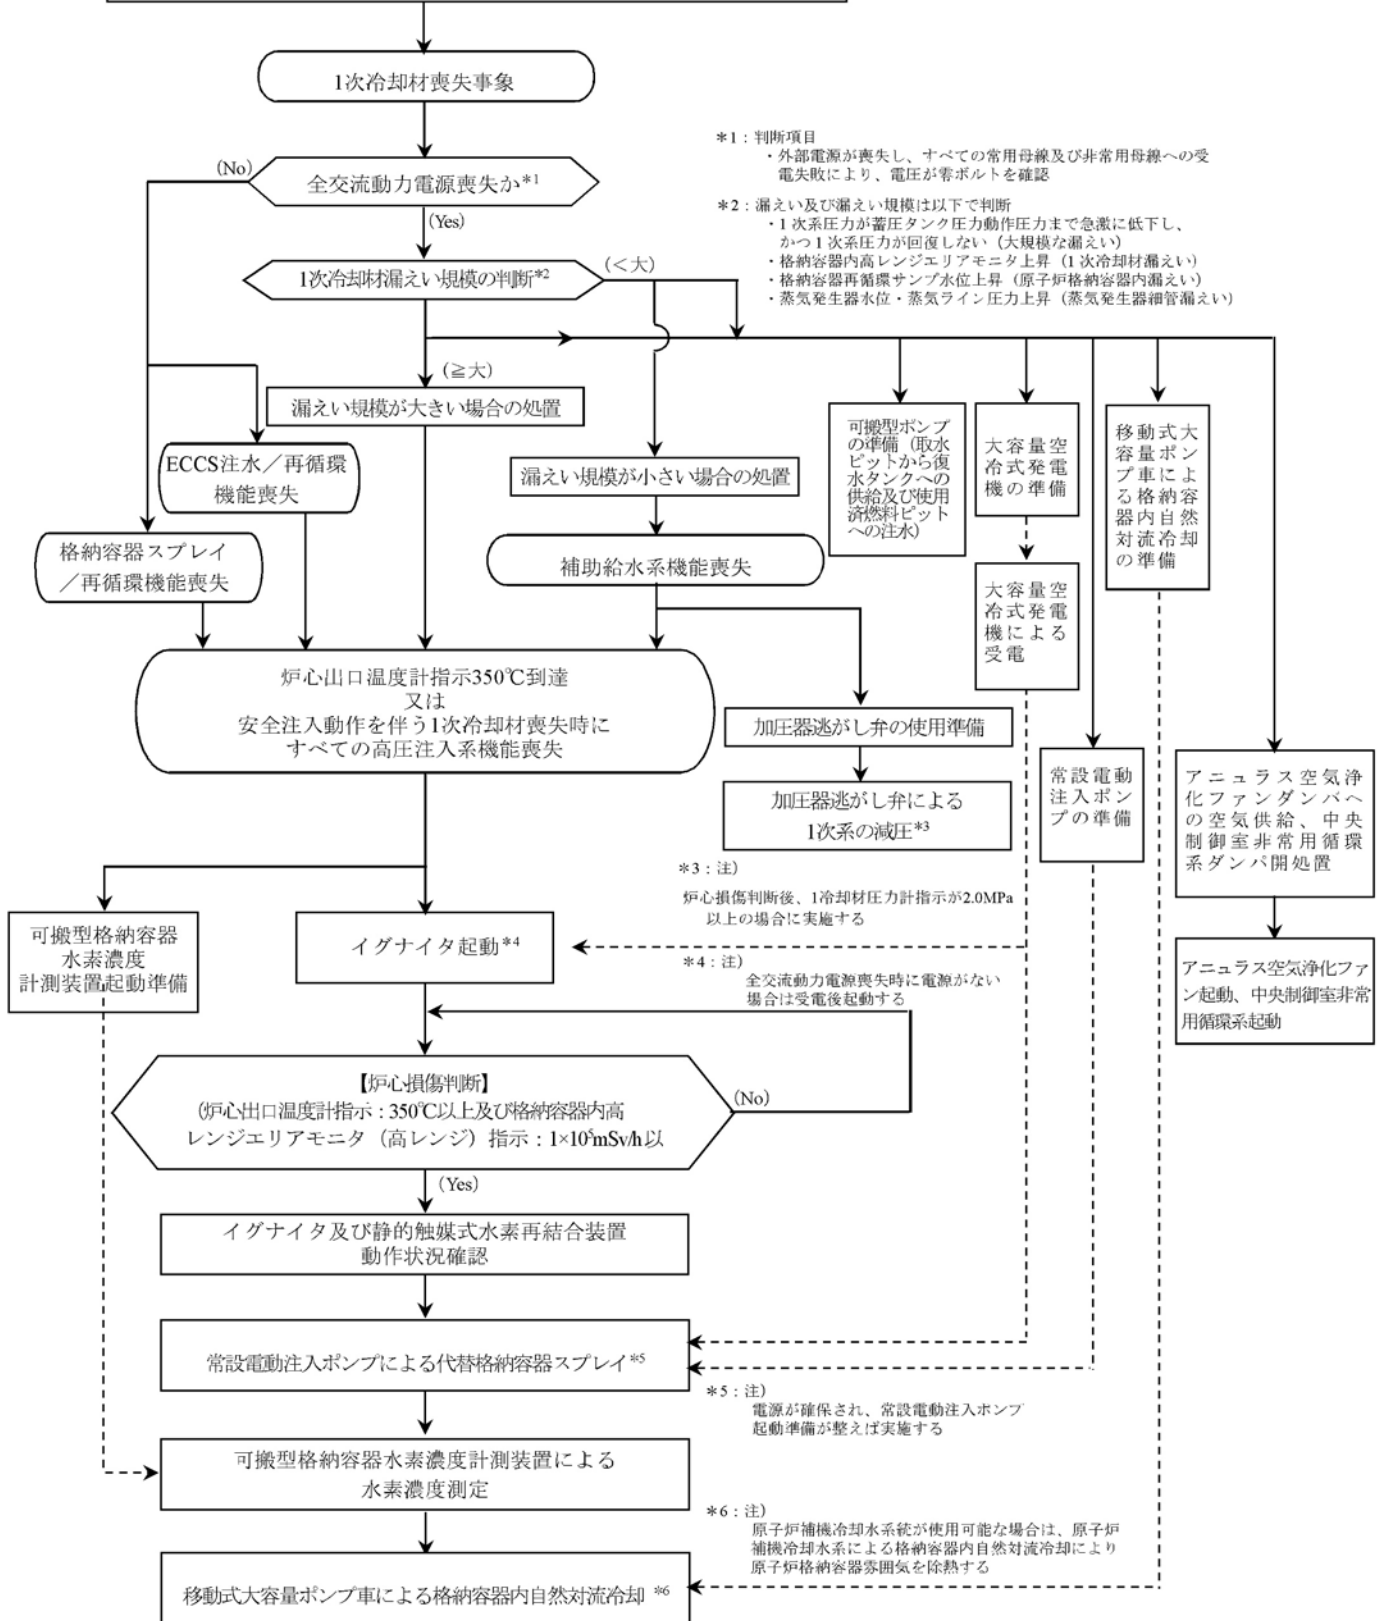 1次冷却材喪失事象
*1：判断項目
・外部電源が喪失し、すべての常用母線及び非常用母線への受
電失敗により、電圧が零ボルトを確認
(No)
全交流動力電源喪失か*1
(Yes)
*2：漏えい及び漏えい規模は以下で判断
・1次系圧力が蓄圧タンク圧力動作圧力まで急激に低下し、
かつ1次系圧力が回復しない（大規模な漏えい）
・格納容器内高レンジエリアモニタ上昇（1次冷却材漏えい）
・格納容器再循環サンプ水位上昇（原子炉格納容器内漏えい）
・蒸気発生器水位・蒸気ライン圧力上昇（蒸気発生器細管漏えい）
1次冷却材漏えい規模の判断*2
(＜大)
(≧大)
漏えい規模が大きい場合の処置
ECCS注水／再循環
機能喪失
漏えい規模が小さい場合の処置
格納容器スプレイ
／再循環機能喪失
補助給水系機能喪失
可搬型ポンプ
の準備（取水
ピットから復
水タンクへの
供給及び使用
済燃料ピット
への注水）
大容量空
冷式発電
機の準備
移動式大
容量ポン
プ車によ
る格納容
器内自然
対流冷却
の準備
大容量空
冷式発電
機による
受電
炉心出口温度計指示350℃到達
又は
安全注入動作を伴う1次冷却材喪失時に
すべての高圧注入系機能喪失
加圧器逃がし弁の使用準備
加圧器逃がし弁による
1次系の減圧*3
常設電動
注入ポン
プの準備
アニュラス空気浄
化ファンダンパへ
の空気供給、中央
制御室非常用循環
系ダンパ開処置
*3：注）
炉心損傷判断後、1冷却材圧力計指示が2.0MPa
以上の場合に実施する
可搬型格納容器
水素濃度
計測装置起動準備
イグナイタ起動*4
*4：注）
全交流動力電源喪失時に電源がない
場合は受電後起動する
アニュラス空気浄化ファ
ン起動、中央制御室非常
用循環系起動
【炉心損傷判断】
(炉心出口温度計指示：350℃以上及び格納容器内高
レンジエリアモニタ（高レンジ）指示：1×10⁵mSv/h以
(No)
(Yes)
イグナイタ及び静的触媒式水素再結合装置
動作状況確認
常設電動注入ポンプによる代替格納容器スプレイ*5
*5：注）
電源が確保され、常設電動注入ポンプ
起動準備が整えば実施する
可搬型格納容器水素濃度計測装置による
水素濃度測定
*6：注）
原子炉補機冷却水系統が使用可能な場合は、原子炉
補機冷却水系による格納容器内自然対流冷却により
原子炉格納容器雰囲気を除熱する
移動式大容量ポンプ車による格納容器内自然対流冷却 *6